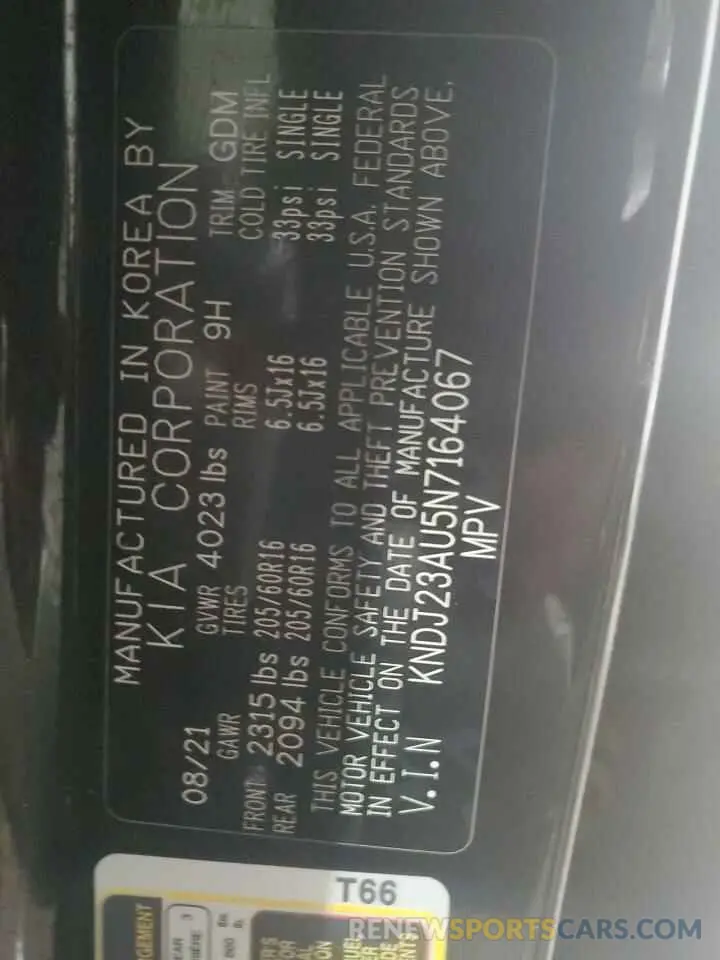 MANUFACTURED IN KOREA BY
KIA CORPORATION
08/21 GVWR 4023 lbs PAINT 9H TRIM GDM
GAWR TIRES RIMS COLD TIRE INFL
FRONT 2315 lbs 205/60R16 6.5Jx16 33psi SINGLE
REAR 2094 lbs 205/60R16 6.5Jx16 33psi SINGLE
THIS VEHICLE CONFORMS TO ALL APPLICABLE U.S.A. FEDERAL
MOTOR VEHICLE SAFETY AND THEFT PREVENTION STANDARDS
IN EFFECT ON THE DATE OF MANUFACTURE SHOWN ABOVE.
V.I.N KNDJ23AU5N7164067
MPV
T66
RENEWSPORTSCARS.COM